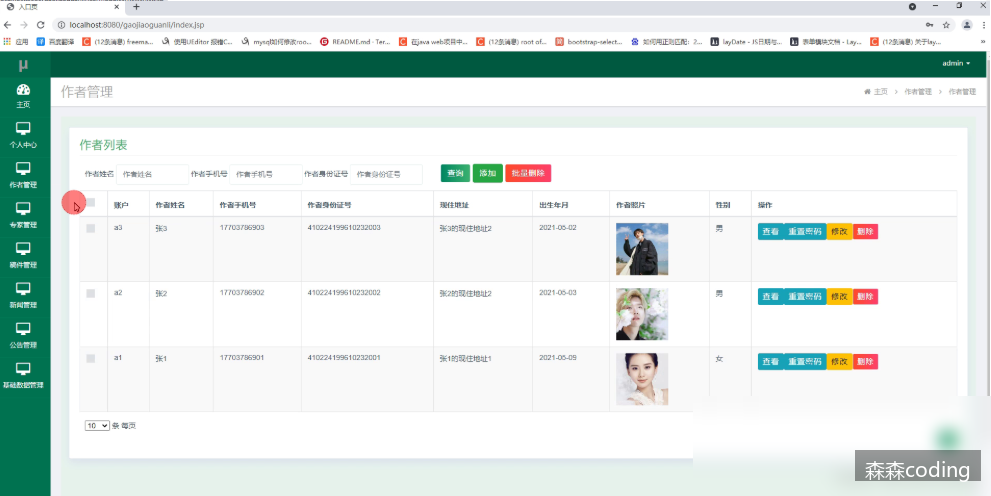 入口页
localhost:8080/gaojiaoguanli/index.jsp
应用 百度翻译 (12条消息) freema... 使用UEditor 报错C... mysql如何修改roo... README.md · Ter... 在java web项目中... (12条消息) root of... bootstrap-select... 如何用正则匹配：2... layDate - JS日期与... 表单模块文档 - Lay... (12条消息) 关于lay...
μ admin
作者管理 主页 > 作者管理 > 作者管理
主页
个人中心
作者管理
专家管理
稿件管理
新闻管理
公告管理
基础数据管理
作者列表
作者姓名 作者姓名 作者手机号 作者手机号 作者身份证号 作者身份证号 查询 添加 批量删除
账户 作者姓名 作者手机号 作者身份证号 现住地址 出生年月 作者照片 性别 操作
a3 张3 17703786903 410224199610232003 张3的现住地址2 2021-05-02 男 查看 重置密码 修改 删除
a2 张2 17703786902 410224199610232002 张2的现住地址2 2021-05-03 男 查看 重置密码 修改 删除
a1 张1 17703786901 410224199610232001 张1的现住地址1 2021-05-09 女 查看 重置密码 修改 删除
10 条 每页
森森coding